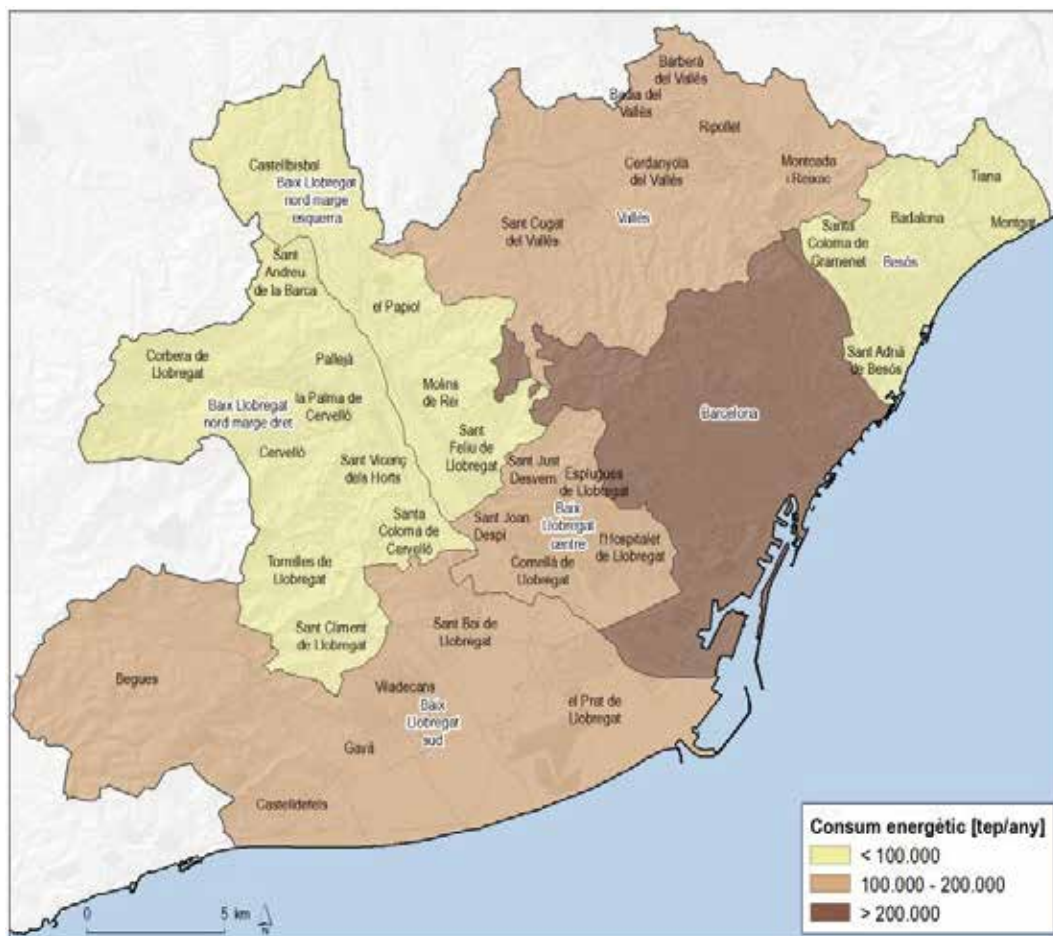 Barberà
del Vallès
Badia del
Vallès
Ripollet
Castellbisbal
Baix Llobregat
nord marge
esquerra
Cerdanyola
del Vallès
Montcada
i Reixac
Tiana
Sant Cugat
del Vallès
Vallès
Badalona
Montgat
Santa
Coloma de
Gramenet
Besòs
Sant
Andreu
de la Barca
el Papiol
Corbera de
Llobregat
Pallejà
Sant Adrià
de Besòs
la Palma de
Cervelló
Molins
de Rei
Baix Llobregat
nord marge dret
Barcelona
Cervelló
Sant
Feliu de
Llobregat
Sant Vicenç
dels Horts
Sant Just
Desvern
Esplugues
de Llobregat
Santa
Coloma de
Cervelló
Sant Joan
Despí
Baix
Llobregat
centre
l'Hospitalet
de Llobregat
Cornellà de
Llobregat
Torrelles de
Llobregat
Sant Climent
de Llobregat
Sant Boi de
Llobregat
Begues
Viladecans
Baix
Llobregat
sud
el Prat de
Llobregat
Gavà
Castelldefels
Consum energètic [tep/any]
< 100.000
100.000 - 200.000
> 200.000
0 5 km
N